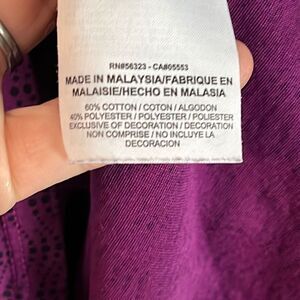 RN#56323 - CA#05553
MADE IN MALAYSIA/FABRIQUE EN
MALAISIE/HECHO EN MALASIA
60% COTTON / COTON / ALGODON
40% POLYESTER / POLYESTER / POLYESTER
EXCLUSIVE OF DECORATION / DECORATION
NON COMPRISE / NO INCLUYE LA
DECORACION